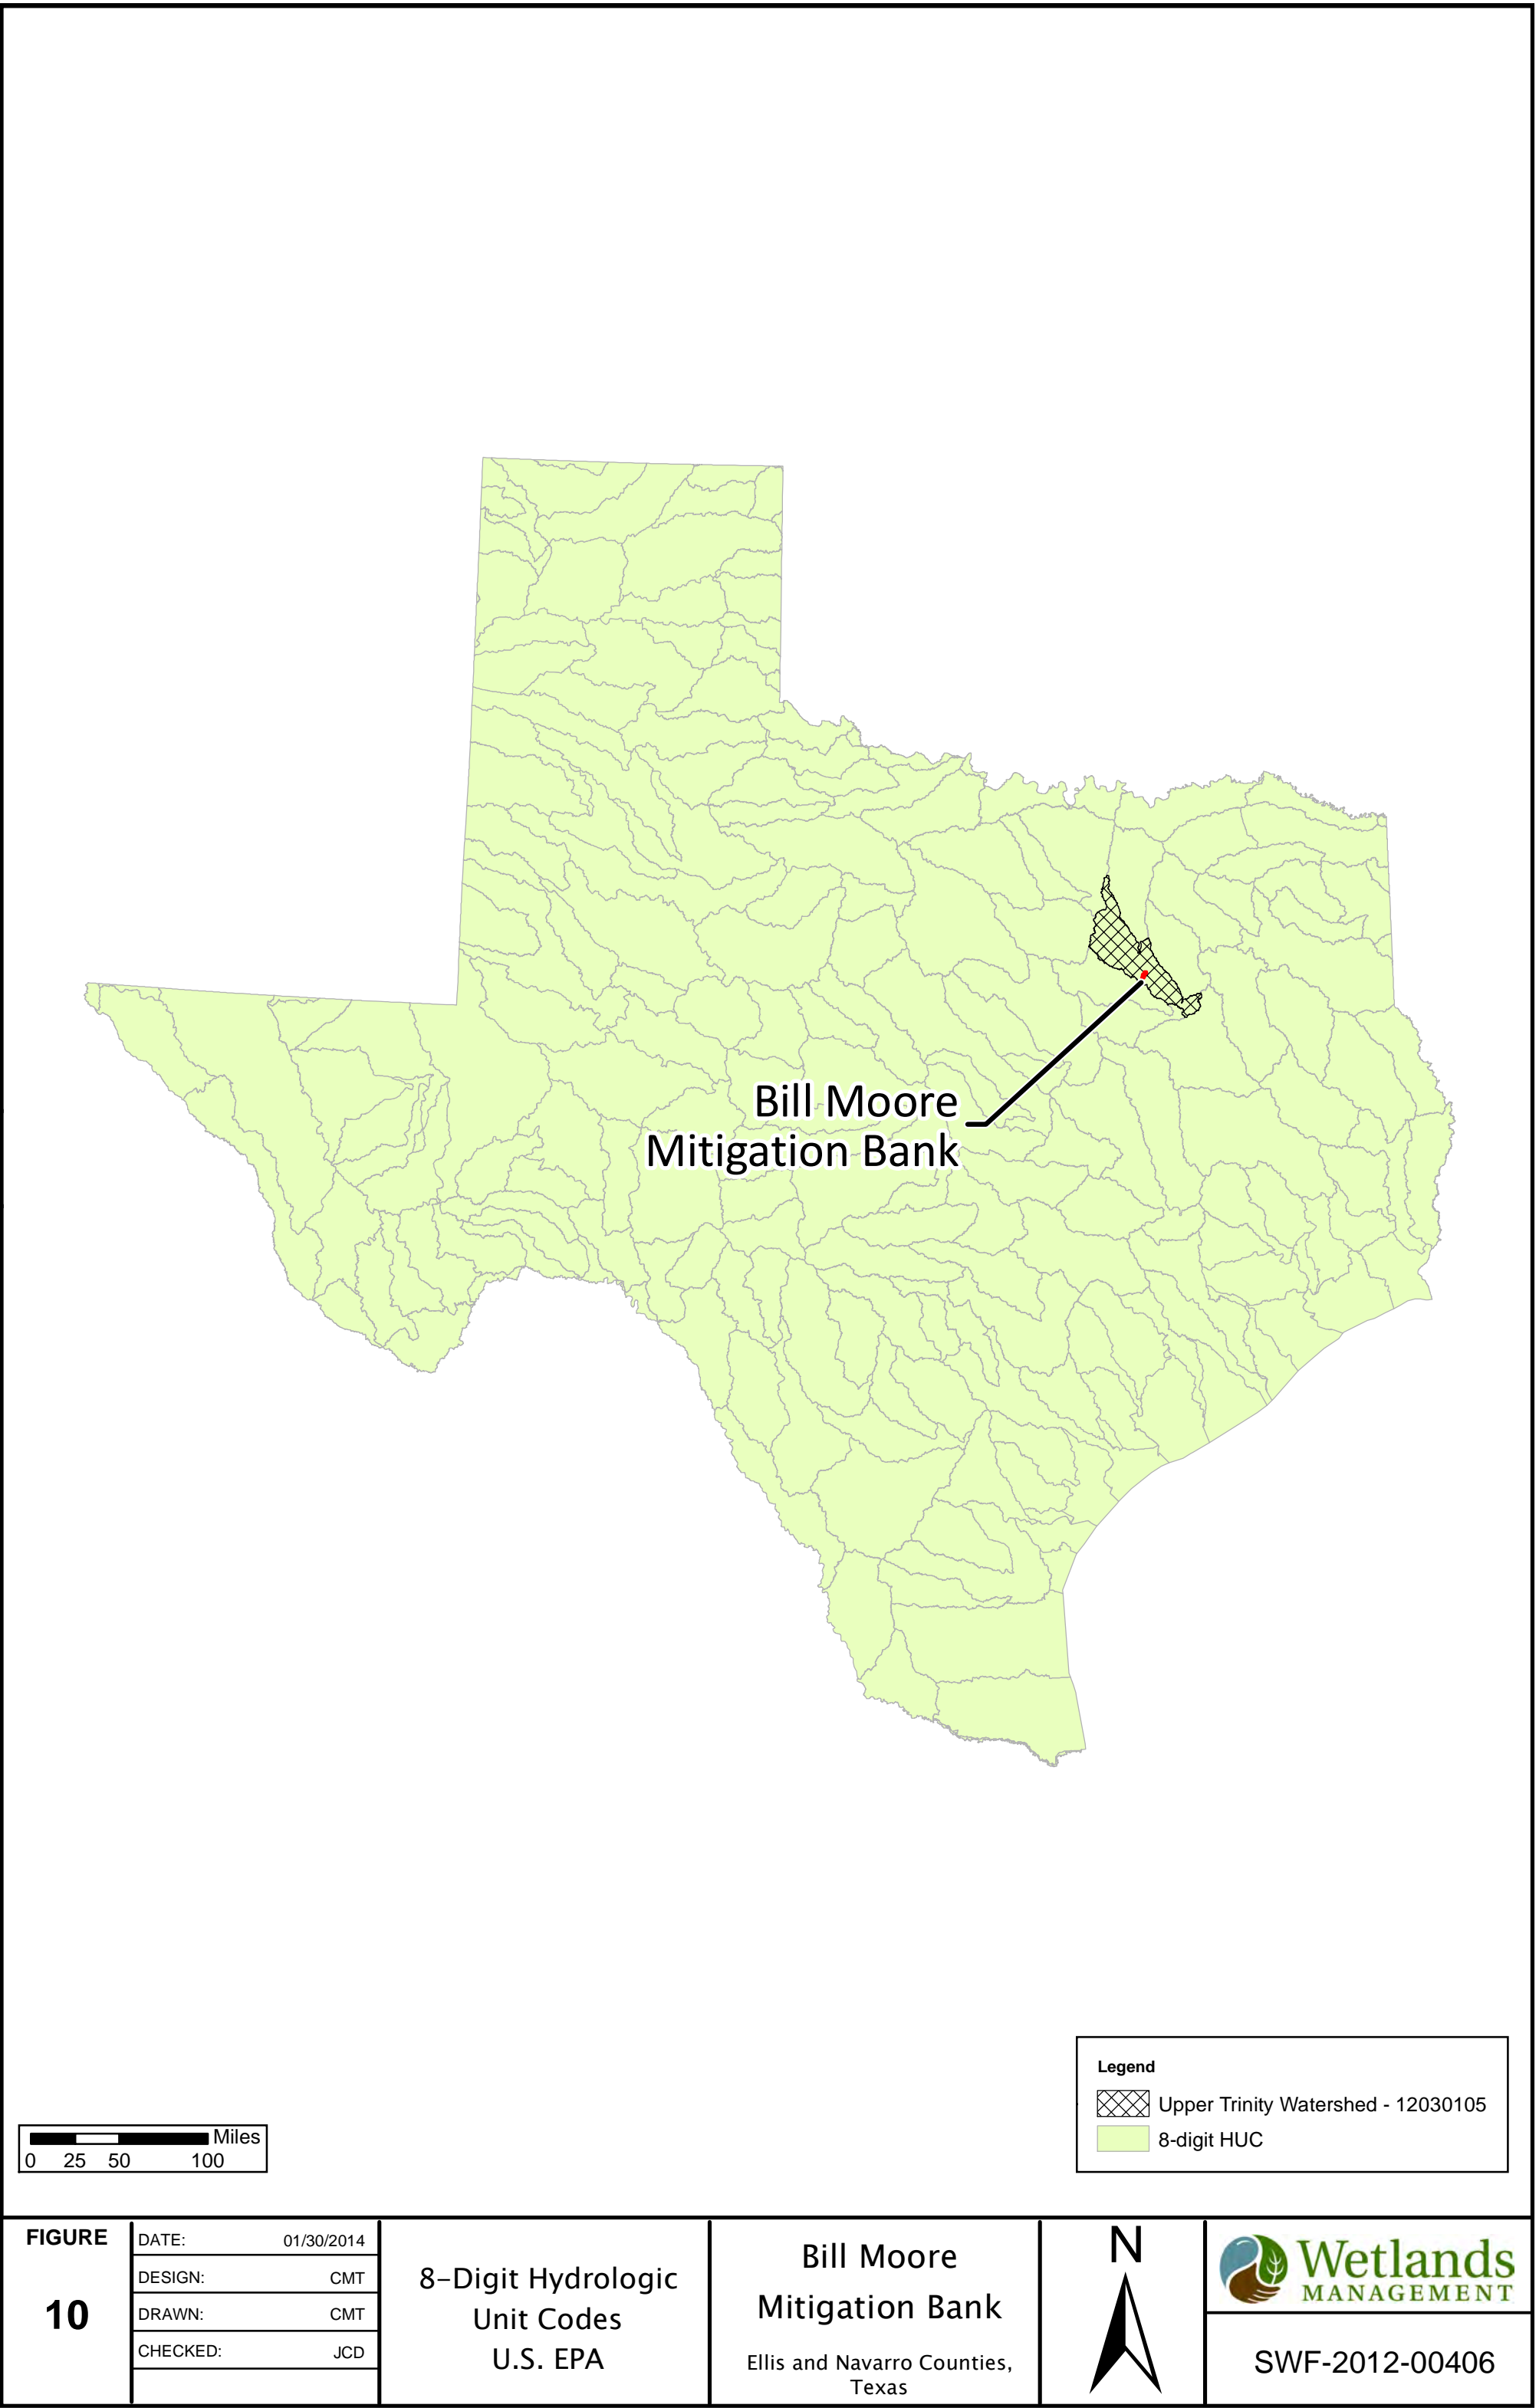 Bill Moore
Mitigation Bank
Legend
Upper Trinity Watershed - 12030105
8-digit HUC
Miles
0 25 50 100
FIGURE
10
DATE: 01/30/2014
DESIGN: CMT
DRAWN: CMT
CHECKED: JCD
8-Digit Hydrologic
Unit Codes
U.S. EPA
Bill Moore
Mitigation Bank
Ellis and Navarro Counties,
Texas
N
Wetlands
MANAGEMENT
SWF-2012-00406